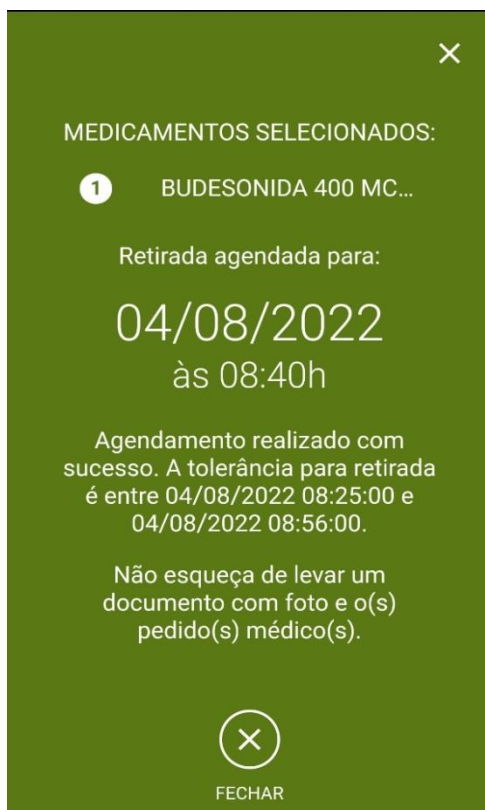 MEDICAMENTOS SELECIONADOS:
1 BUDESONIDA 400 MC...
Retirada agendada para:
04/08/2022
às 08:40h
Agendamento realizado com
sucesso. A tolerância para retirada
é entre 04/08/2022 08:25:00 e
04/08/2022 08:56:00.
Não esqueça de levar um
documento com foto e o(s)
pedido(s) médico(s).
FECHAR